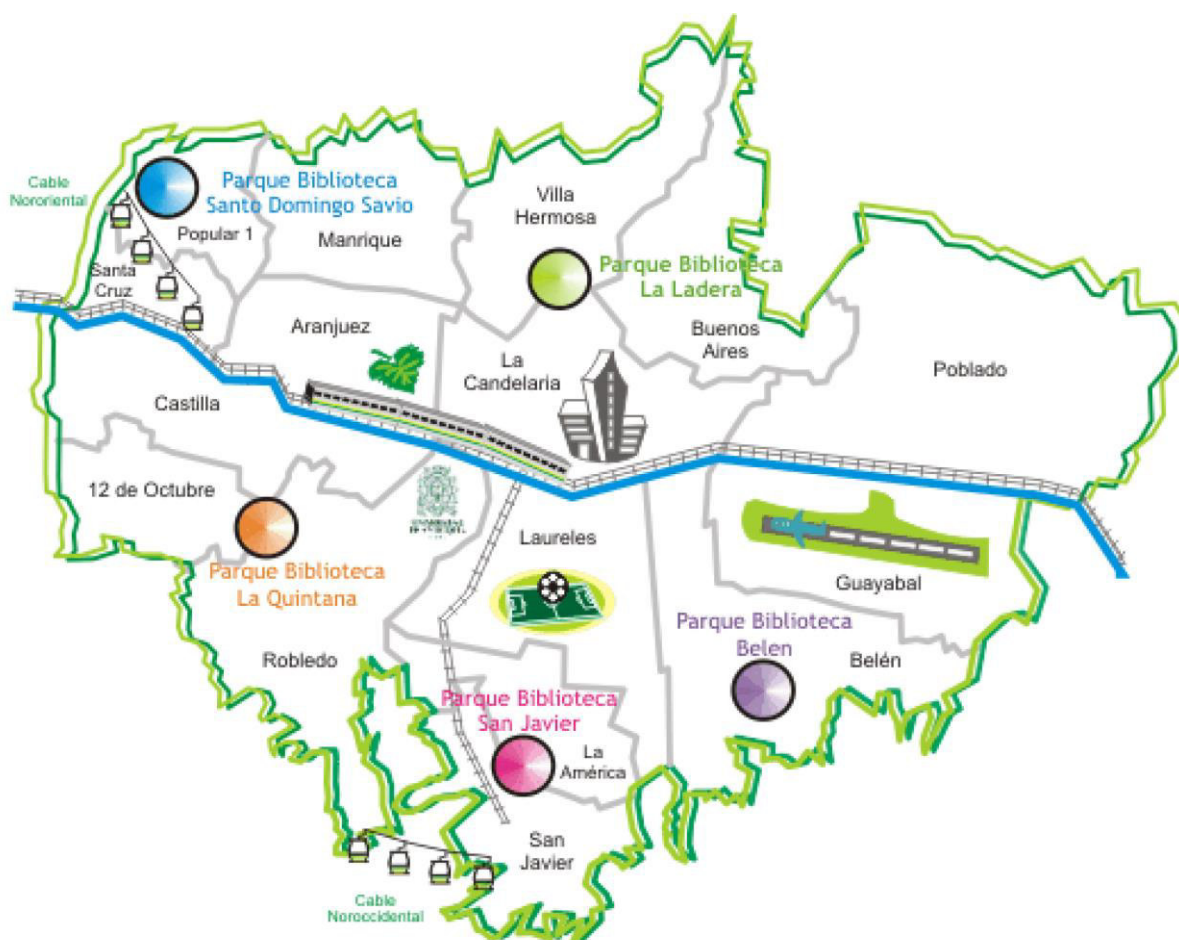 Cable
Nororiental
Parque Biblioteca
Santo Domingo Savio
Popular 1
Manrique
Villa
Hermosa
Santa
Cruz
Parque Biblioteca
La Ladera
Aranjuez
Buenos
Aires
La
Candelaria
Poblado
Castilla
12 de Octubre
Laureles
Parque Biblioteca
La Quintana
Guayabal
Parque Biblioteca
Belen
Robledo
Belén
Parque Biblioteca
San Javier
La
América
San
Javier
Cable
Noroccidental